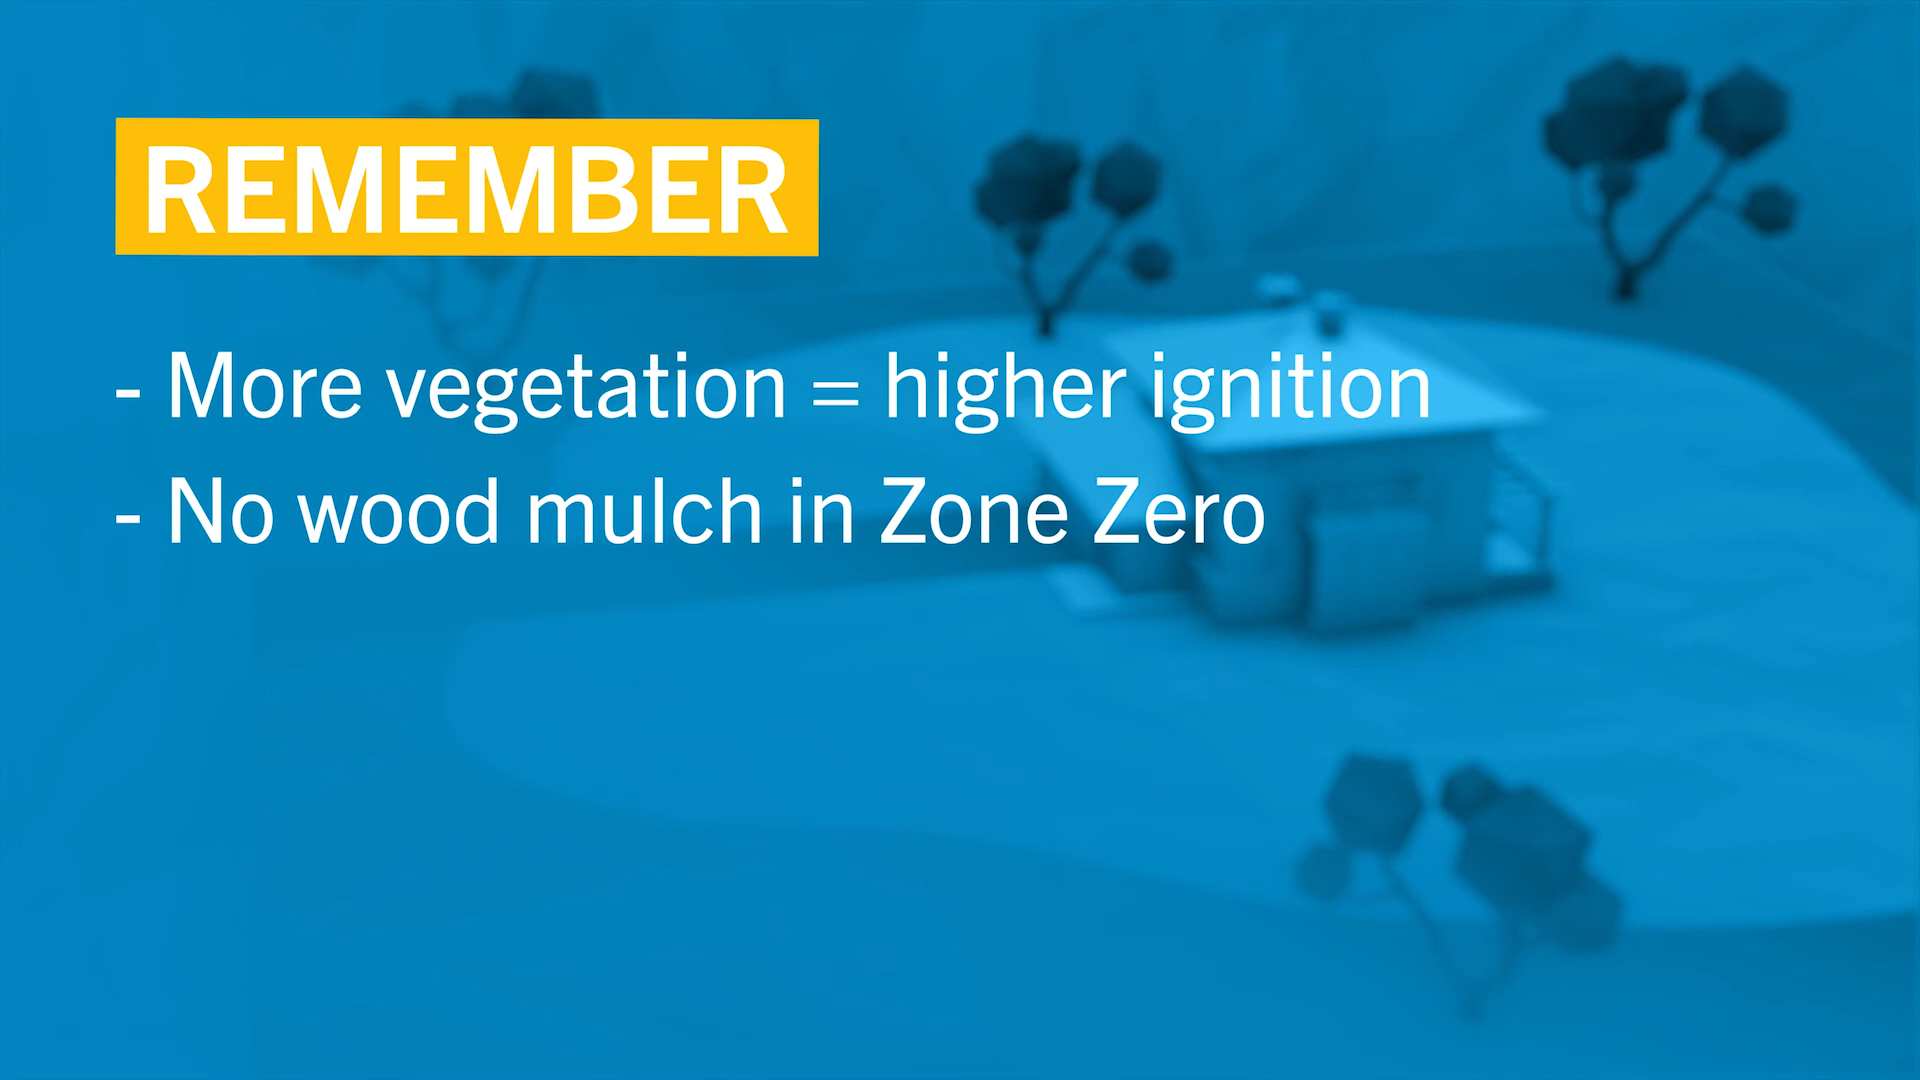 REMEMBER
- More vegetation = higher ignition
- No wood mulch in Zone Zero